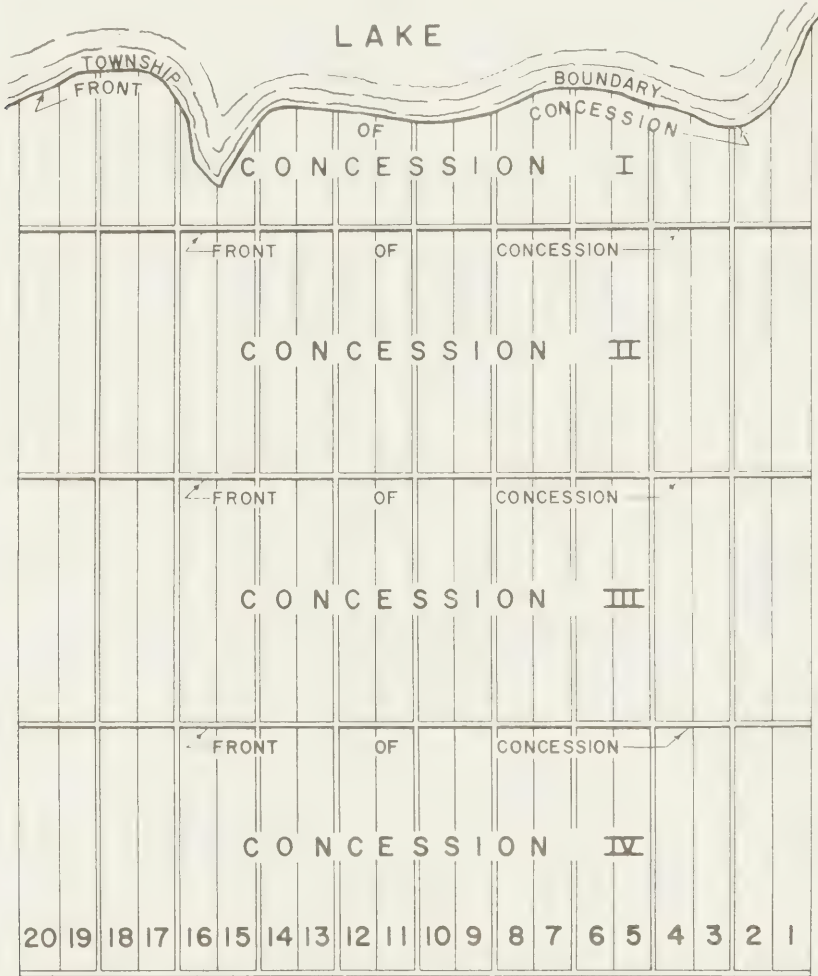 LAKE
TOWNSHIP BOUNDARY
FRONT OF CONCESSION
CONCESSION I
FRONT OF CONCESSION
CONCESSION II
FRONT OF CONCESSION
CONCESSION III
FRONT OF CONCESSION
CONCESSION IV
20 19 18 17 16 15 14 13 12 11 10 9 8 7 6 5 4 3 2 1